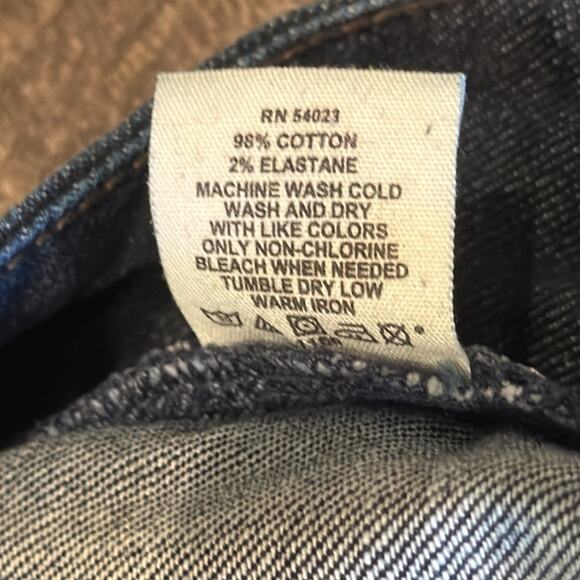 RN 54023
98% COTTON
2% ELASTANE
MACHINE WASH COLD
WASH AND DRY
WITH LIKE COLORS
ONLY NON-CHLORINE
BLEACH WHEN NEEDED
TUMBLE DRY LOW
WARM IRON